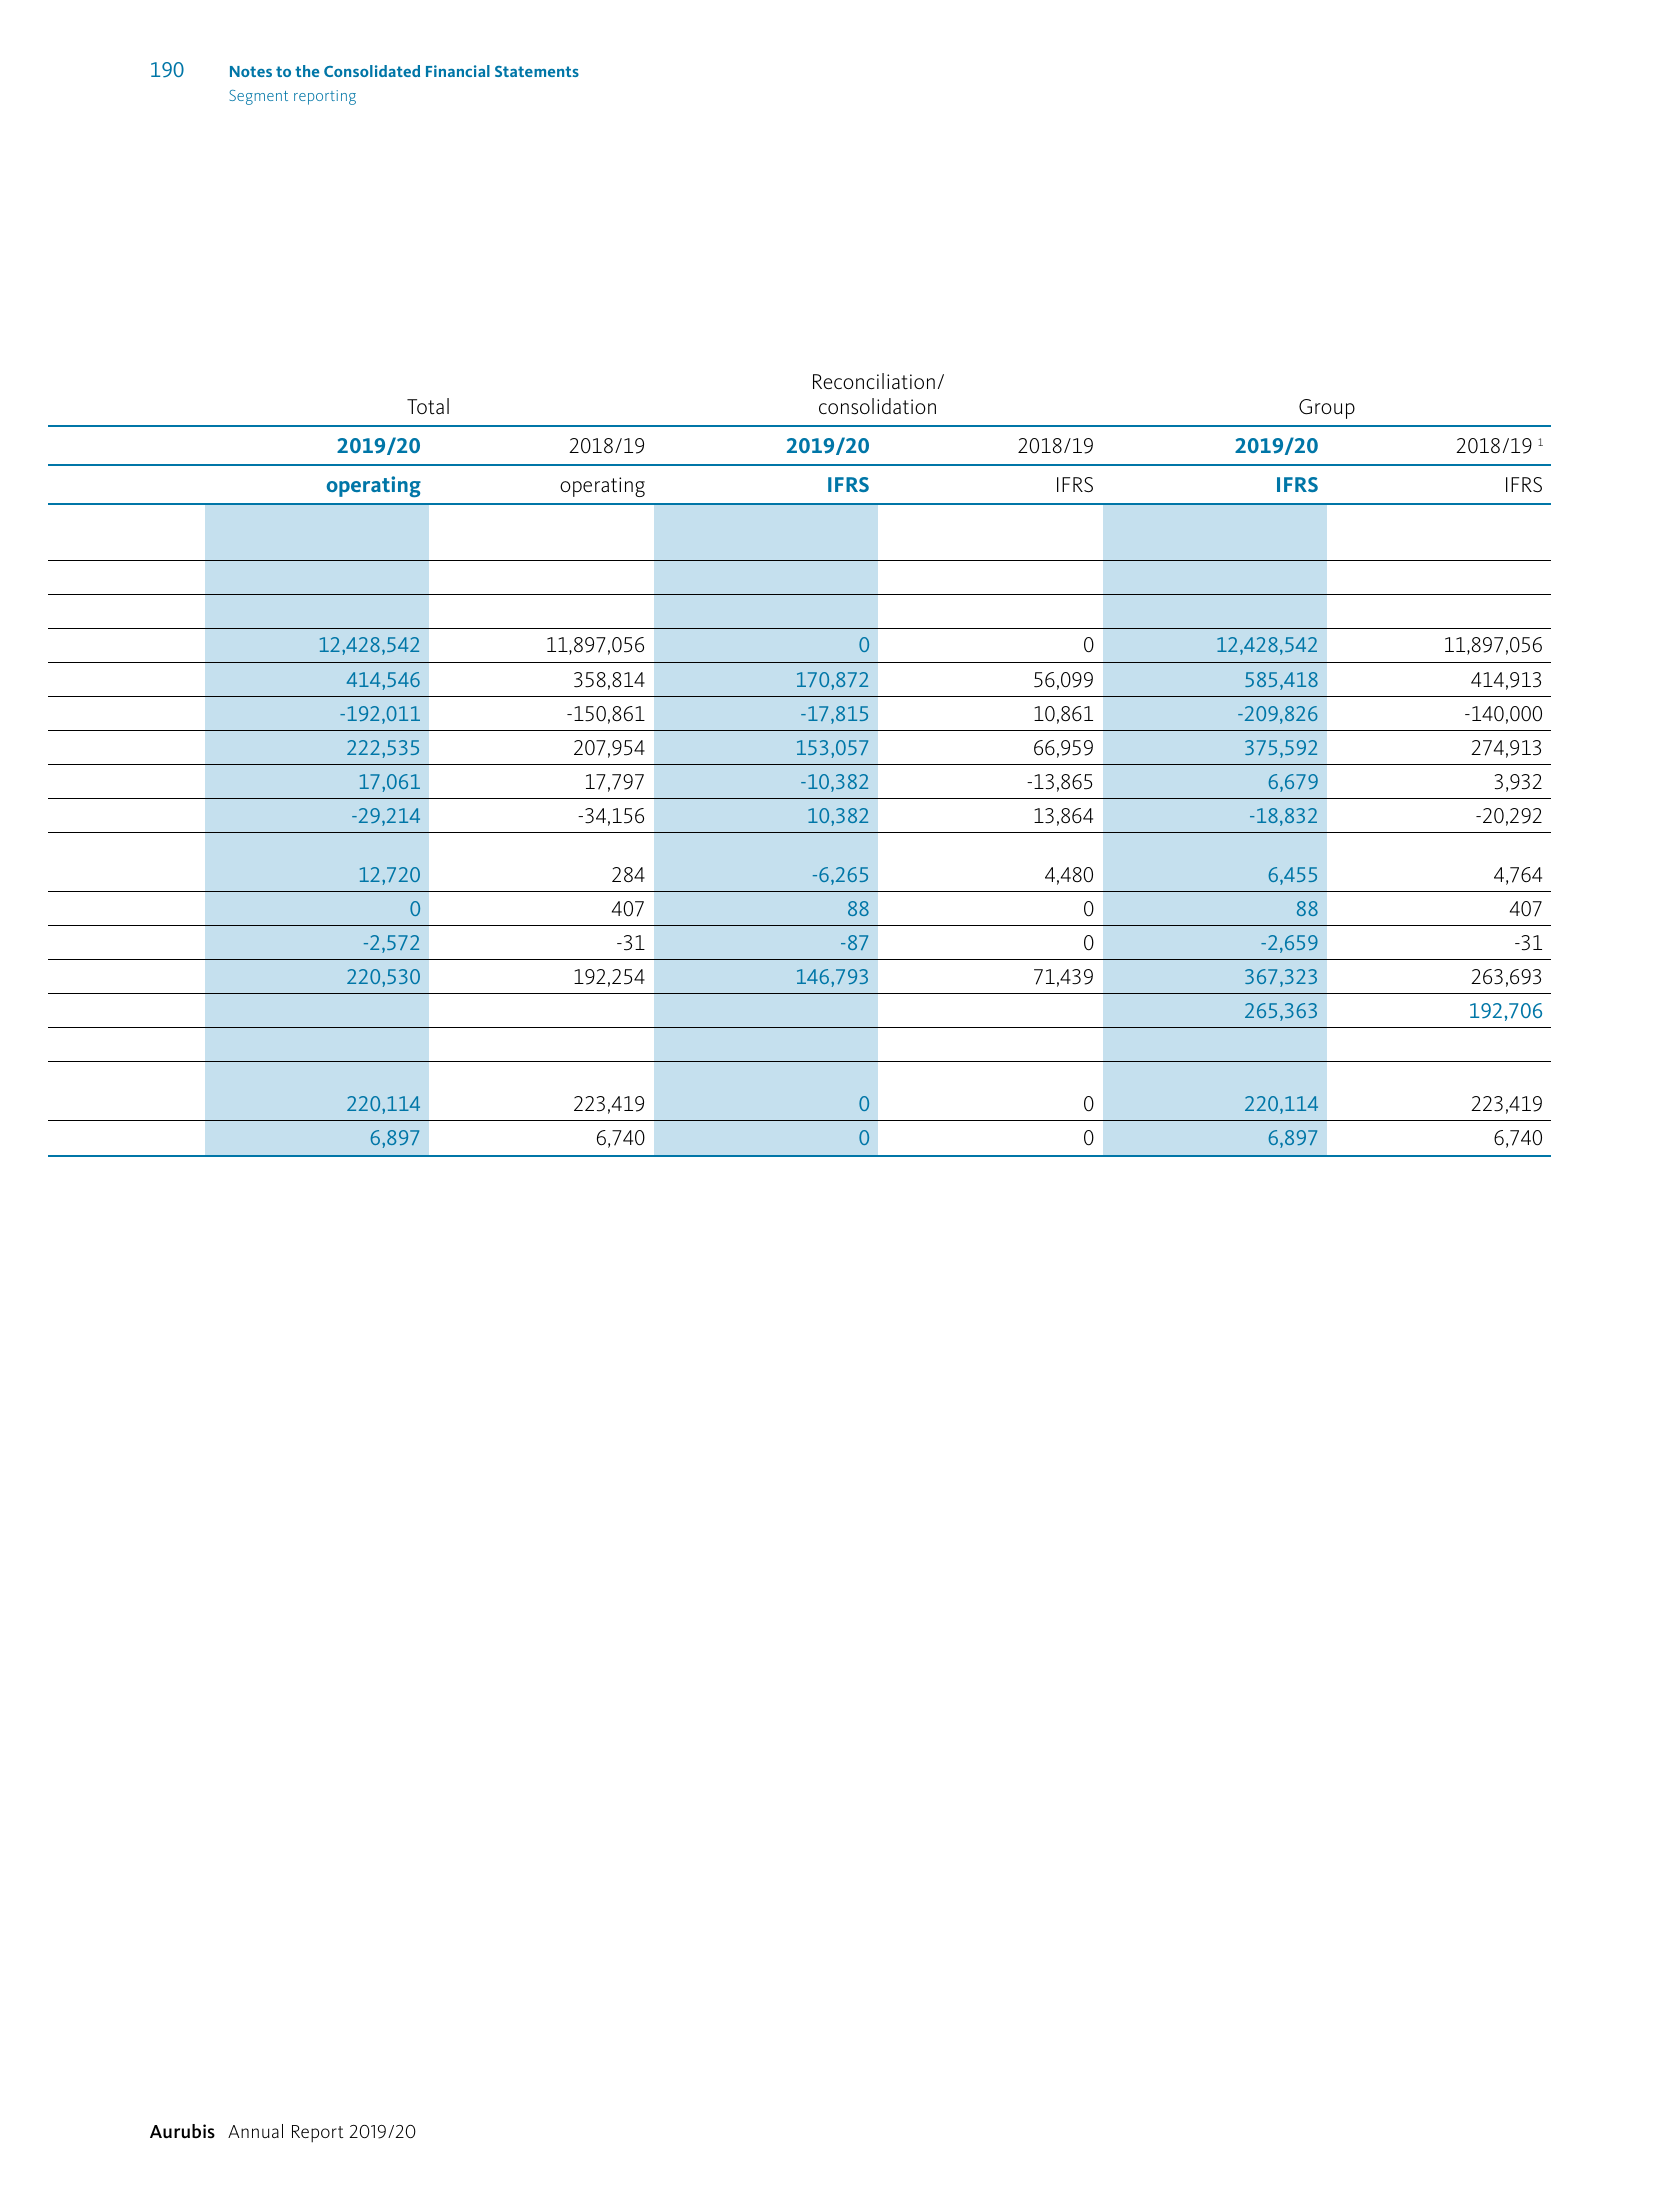 190 Notes to the Consolidated Financial Statements
Segment reporting
Total Reconciliation/ consolidation Group
2019/20 2018/19 2019/20 2018/19 2019/20 2018/19 1
operating operating IFRS IFRS IFRS IFRS
12,428,542 11,897,056 0 0 12,428,542 11,897,056
414,546 358,814 170,872 56,099 585,418 414,913
-192,011 -150,861 -17,815 10,861 -209,826 -140,000
222,535 207,954 153,057 66,959 375,592 274,913
17,061 17,797 -10,382 -13,865 6,679 3,932
-29,214 -34,156 10,382 13,864 -18,832 -20,292
12,720 284 -6,265 4,480 6,455 4,764
0 407 88 0 88 407
-2,572 -31 -87 0 -2,659 -31
220,530 192,254 146,793 71,439 367,323 263,693
265,363 192,706
220,114 223,419 0 0 220,114 223,419
6,897 6,740 0 0 6,897 6,740
Aurubis Annual Report 2019/20